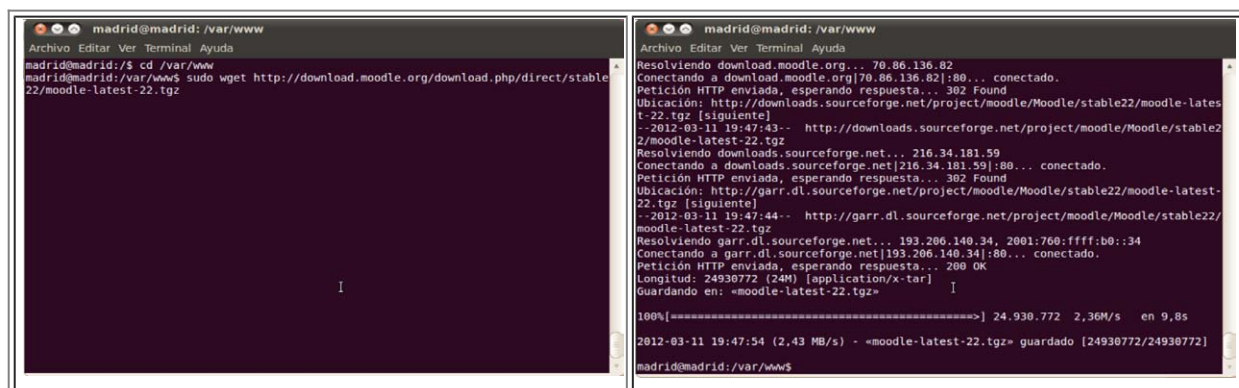 madrid@madrid: /var/www
Archivo Editar Ver Terminal Ayuda
madrid@madrid:/$ cd /var/www
madrid@madrid:/var/www$ sudo wget http://download.moodle.org/download.php/direct/stable
22/moodle-latest-22.tgz
madrid@madrid: /var/www
Archivo Editar Ver Terminal Ayuda
Resolviendo download.moodle.org... 70.86.136.82
Conectando a download.moodle.org|70.86.136.82|:80... conectado.
Petición HTTP enviada, esperando respuesta... 302 Found
Ubicación: http://downloads.sourceforge.net/project/moodle/Moodle/stable22/moodle-lates
t-22.tgz [siguiente]
--2012-03-11 19:47:43--  http://downloads.sourceforge.net/project/moodle/Moodle/stable2
2/moodle-latest-22.tgz
Resolviendo downloads.sourceforge.net... 216.34.181.59
Conectando a downloads.sourceforge.net|216.34.181.59|:80... conectado.
Petición HTTP enviada, esperando respuesta... 302 Found
Ubicación: http://garr.dl.sourceforge.net/project/moodle/Moodle/stable22/moodle-latest-
22.tgz [siguiente]
--2012-03-11 19:47:44--  http://garr.dl.sourceforge.net/project/moodle/Moodle/stable22/
moodle-latest-22.tgz
Resolviendo garr.dl.sourceforge.net... 193.206.140.34, 2001:760:ffff:b0::34
Conectando a garr.dl.sourceforge.net|193.206.140.34|:80... conectado.
Petición HTTP enviada, esperando respuesta... 200 OK
Longitud: 24930772 (24M) [application/x-tar]
Guardando en: «moodle-latest-22.tgz»
100%[=============================================>] 24.930.772  2,36M/s   en 9,8s
2012-03-11 19:47:54 (2,43 MB/s) - «moodle-latest-22.tgz» guardado [24930772/24930772]
madrid@madrid:/var/www$